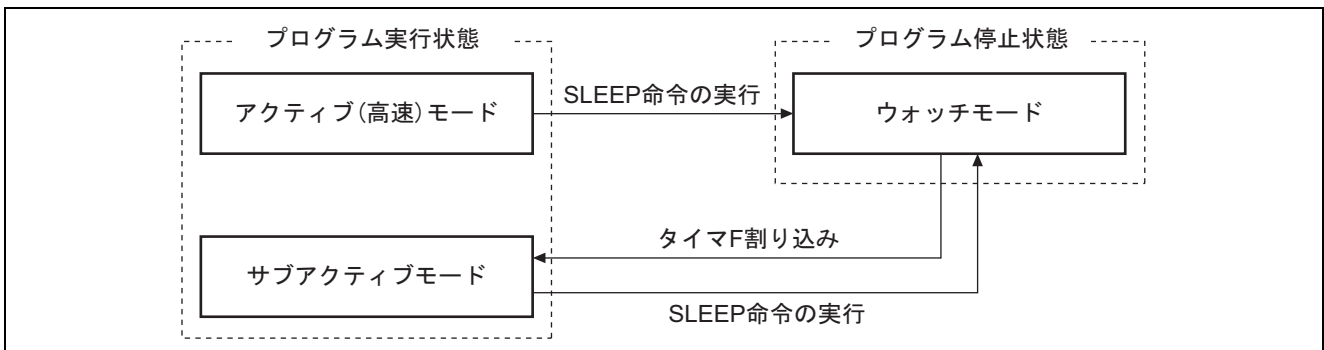 プログラム実行状態
プログラム停止状態
アクティブ(高速)モード
SLEEP命令の実行
ウォッチモード
タイマF割り込み
サブアクティブモード
SLEEP命令の実行